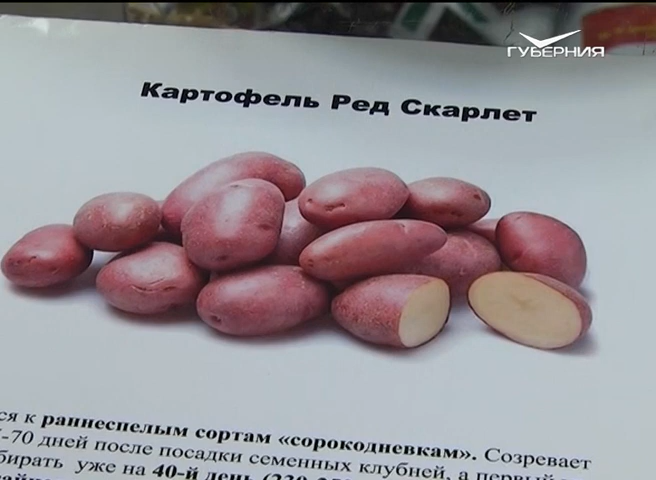 ГУБЕРНИЯ
Картофель Ред Скарлет
ся к раннеспелым сортам «сорокодневкам». Созревает
-70 дней после посадки семенных клубней, а первый
бирать уже на 40-й день